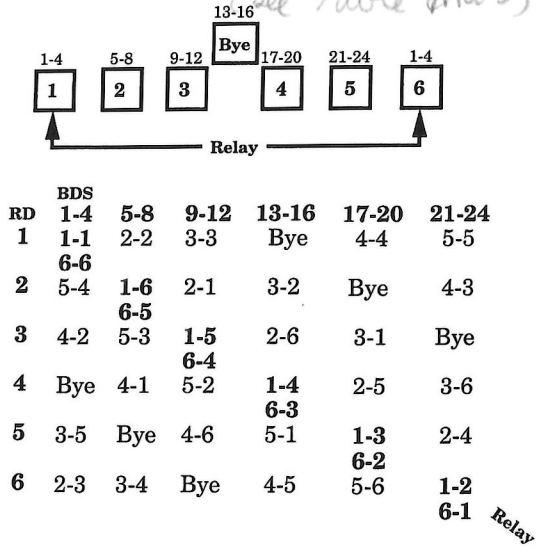 13-16
Bye
1-4 5-8 9-12 17-20 21-24 1-4
1 2 3 4 5 6
Relay
BDS
RD 1-4 5-8 9-12 13-16 17-20 21-24
1 1-1 2-2 3-3 Bye 4-4 5-5
6-6
2 5-4 1-6 2-1 3-2 Bye 4-3
6-5
3 4-2 5-3 1-5 2-6 3-1 Bye
6-4
4 Bye 4-1 5-2 1-4 2-5 3-6
6-3
5 3-5 Bye 4-6 5-1 1-3 2-4
6-2
6 2-3 3-4 Bye 4-5 5-6 1-2
6-1 Relay